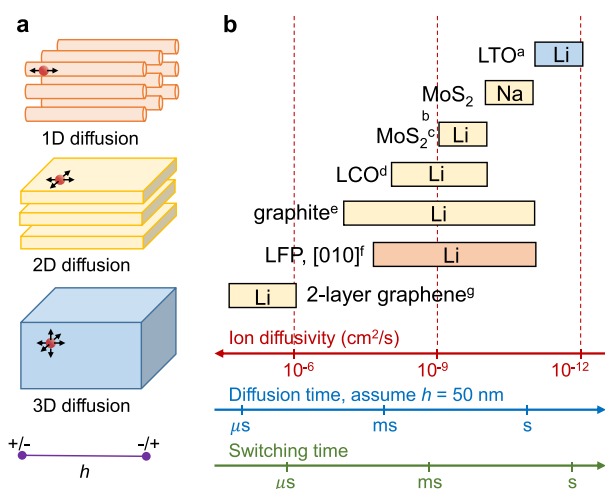 a
1D diffusion
2D diffusion
3D diffusion
+/- -/+
h
b
LTOᵃ Li
MoS₂ Na
b
MoS₂ᶜ Li
LCOᵈ Li
graphiteᵉ Li
LFP, [010]ᶠ Li
Li 2-layer grapheneᵍ
Ion diffusivity (cm²/s)
10⁻⁶ 10⁻⁹ 10⁻¹²
Diffusion time, assume h = 50 nm
μs ms s
Switching time
μs ms s